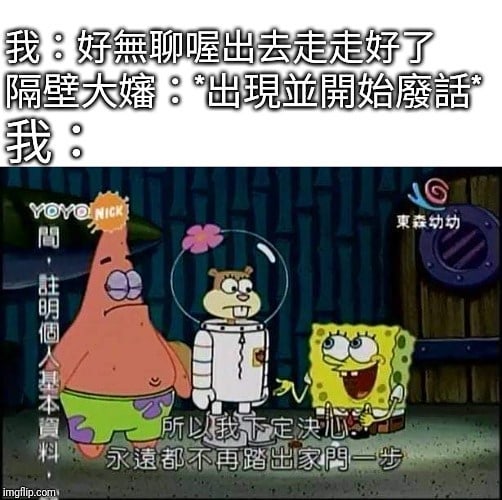 我：好無聊喔出去走走好了
隔壁大嬸：*出現並開始廢話*
我：
YOYO NICK
東森幼幼
間，註明個人基本資料，
所以我下定決心
永遠都不再踏出家門一步
imgflip.com